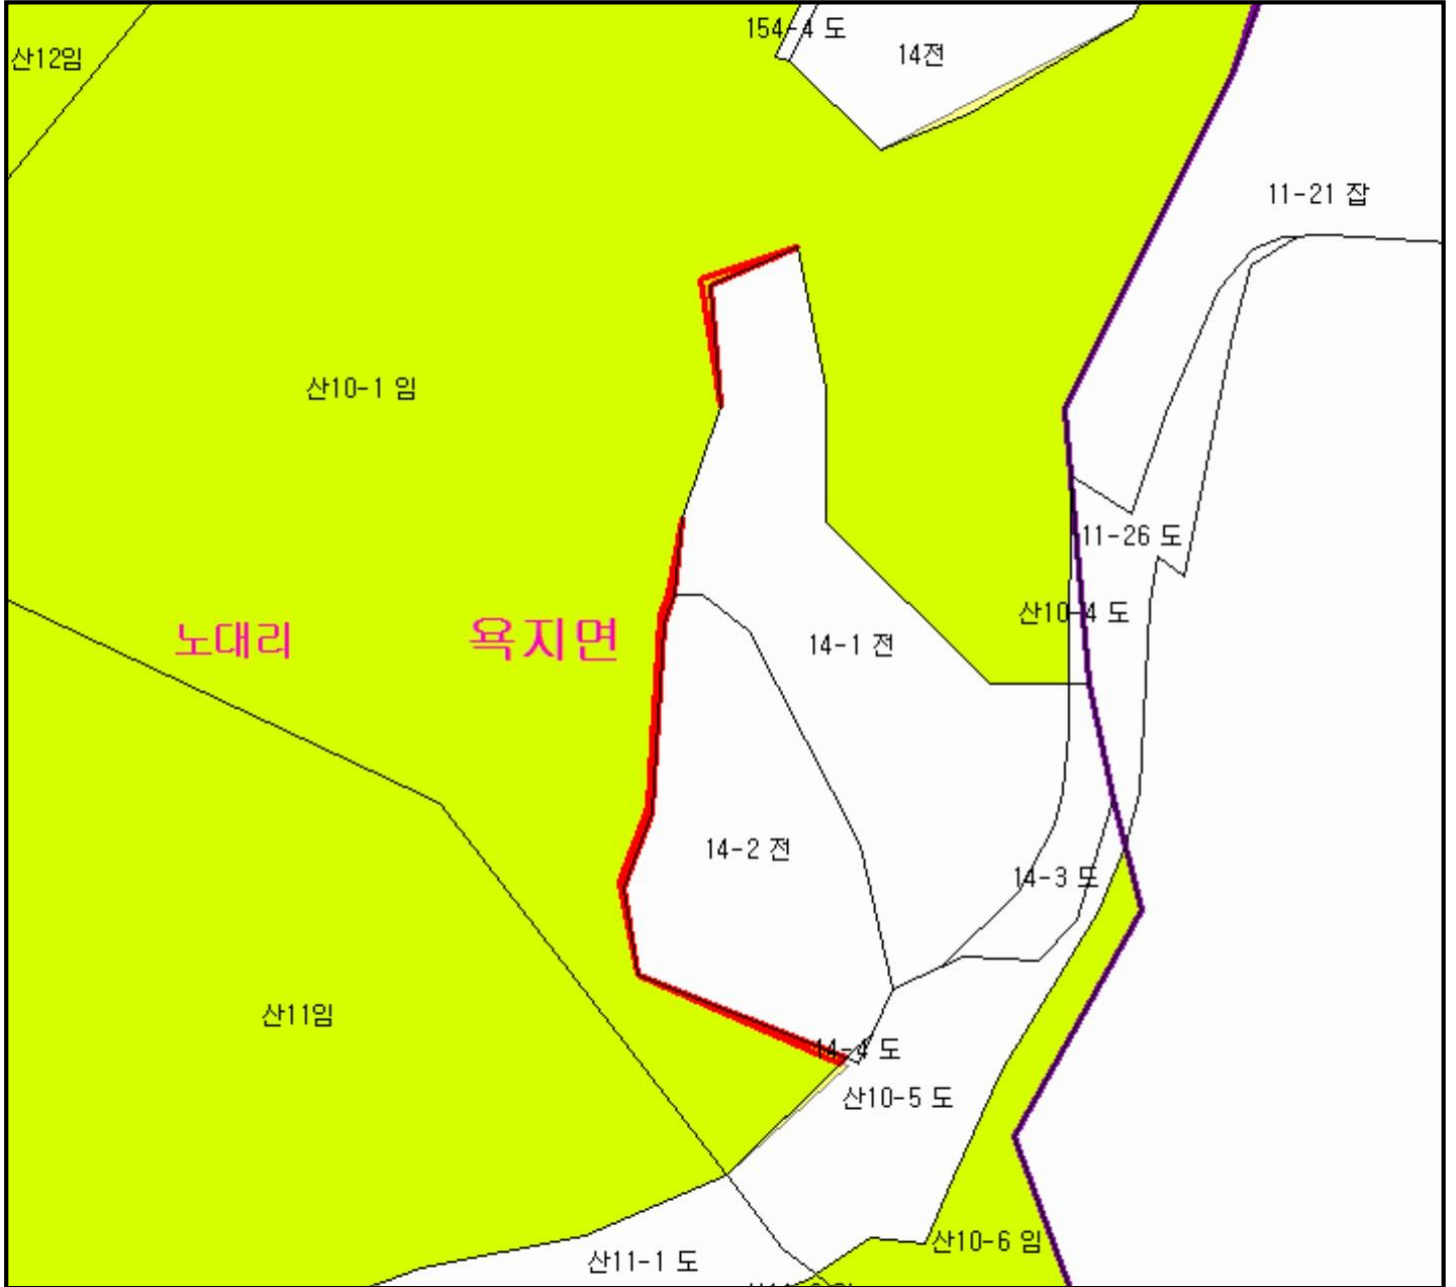 154-4 도
14전
산12임
11-21 잡
산10-1 임
11-26 도
산10-4 도
노대리
욕지면
14-1 전
14-2 전
14-3 도
산11임
14-4 도
산10-5 도
산10-6 임
산11-1 도